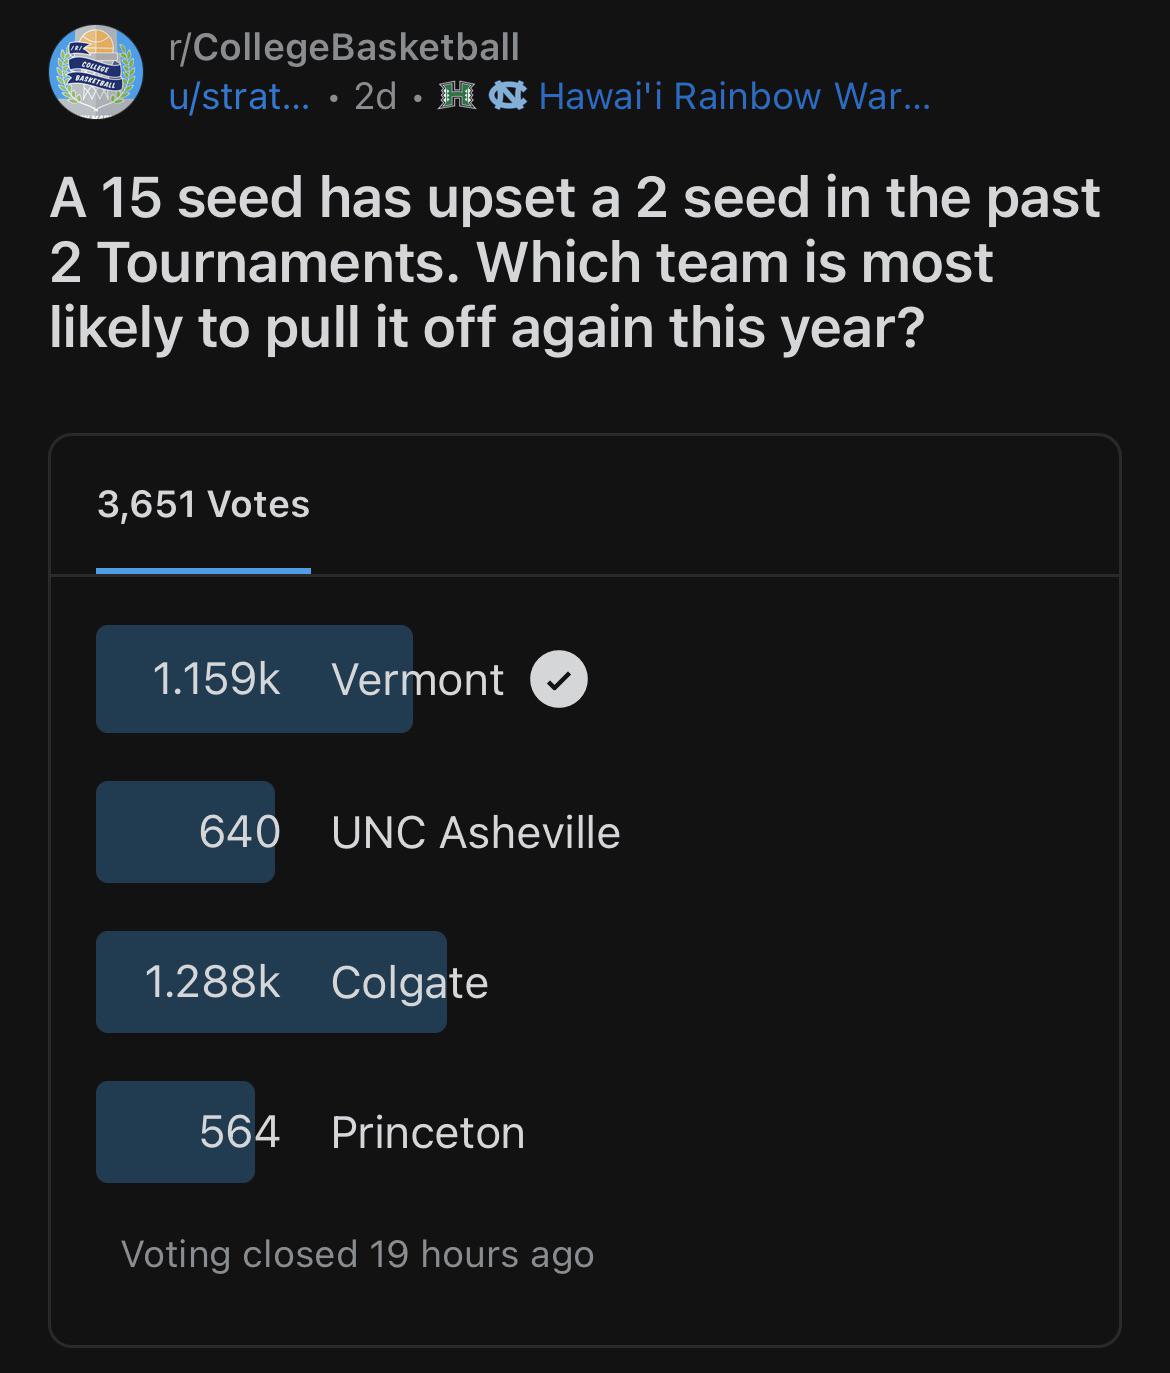 r/CollegeBasketball
u/strat... • 2d • Hawai'i Rainbow War...
A 15 seed has upset a 2 seed in the past
2 Tournaments. Which team is most
likely to pull it off again this year?
3,651 Votes
1.159k Vermont
640 UNC Asheville
1.288k Colgate
564 Princeton
Voting closed 19 hours ago